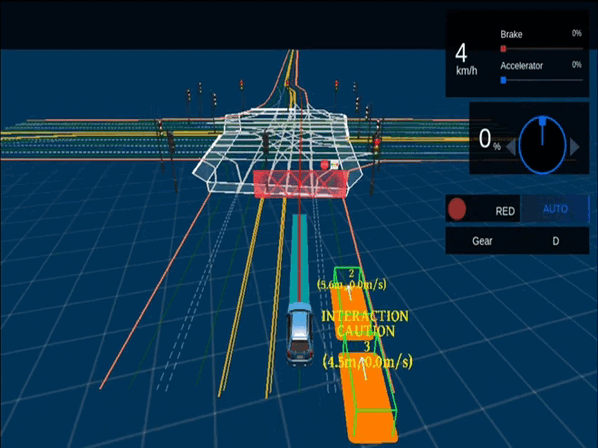 Brake
0%
4
km/h
Accelerator
0%
0%
RED
AUTO
Gear
D
2
(5.6m, 0.0m/s)
INTERACTION
CAUTION
3
(4.5m, 0.0m/s)